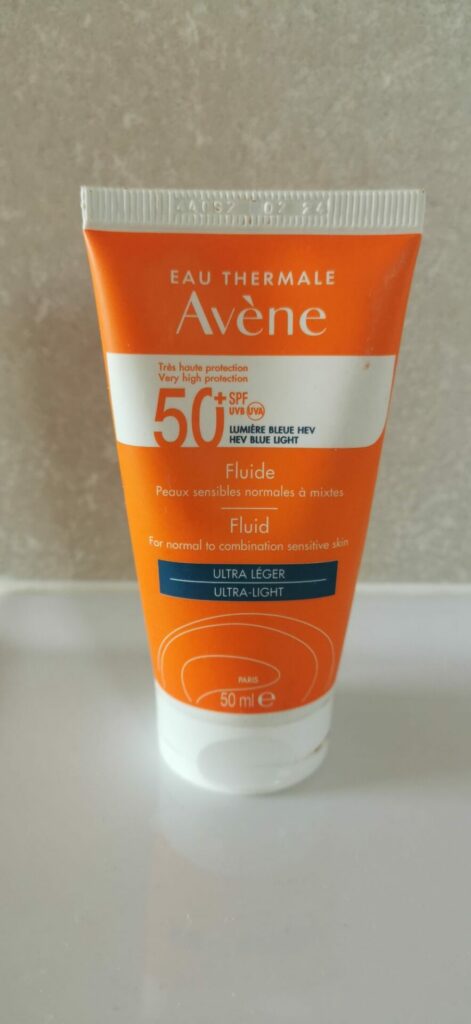 02 24
EAU THERMALE
Avène
Très haute protection
Very high protection
50+ SPF
UVB UVA
LUMIÈRE BLEUE HEV
HEV BLUE LIGHT
Fluide
Peaux sensibles normales à mixtes
Fluid
For normal to combination sensitive skin
ULTRA LÉGER
ULTRA-LIGHT
PARIS
50 ml ℮